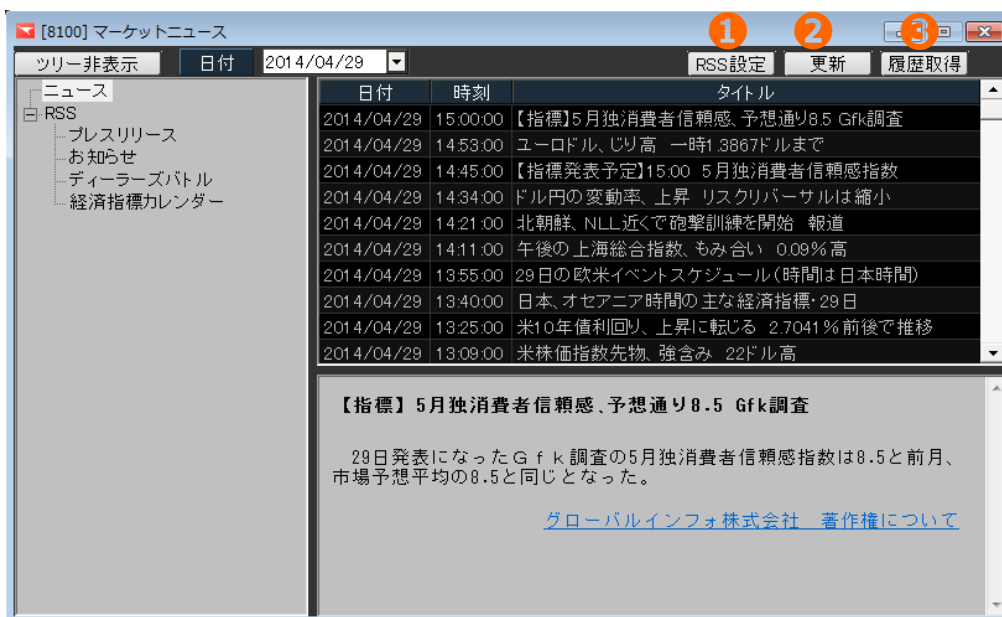 [8100] マーケットニュース
1 2 3
ツリー非表示 日付 2014/04/29 RSS設定 更新 履歴取得
ニュース
RSS
プレスリリース
お知らせ
ディーラーズバトル
経済指標カレンダー
日付 時刻 タイトル
2014/04/29 15:00:00 【指標】5月独消費者信頼感、予想通り8.5 Gfk調査
2014/04/29 14:53:00 ユーロドル、じり高 一時1.3867ドルまで
2014/04/29 14:45:00 【指標発表予定】15:00 5月独消費者信頼感指数
2014/04/29 14:34:00 ドル円の変動率、上昇 リスクリバーサルは縮小
2014/04/29 14:21:00 北朝鮮、NLL近くで砲撃訓練を開始 報道
2014/04/29 14:11:00 午後の上海総合指数、もみ合い 0.09%高
2014/04/29 13:55:00 29日の欧米イベントスケジュール(時間は日本時間)
2014/04/29 13:40:00 日本、オセアニア時間の主な経済指標・29日
2014/04/29 13:25:00 米10年債利回り、上昇に転じる 2.7041%前後で推移
2014/04/29 13:09:00 米株価指数先物、強含み 22ドル高
【指標】5月独消費者信頼感、予想通り8.5 Gfk調査
29日発表になったＧｆｋ調査の5月独消費者信頼感指数は8.5と前月、
市場予想平均の8.5と同じとなった。
グローバルインフォ株式会社 著作権について